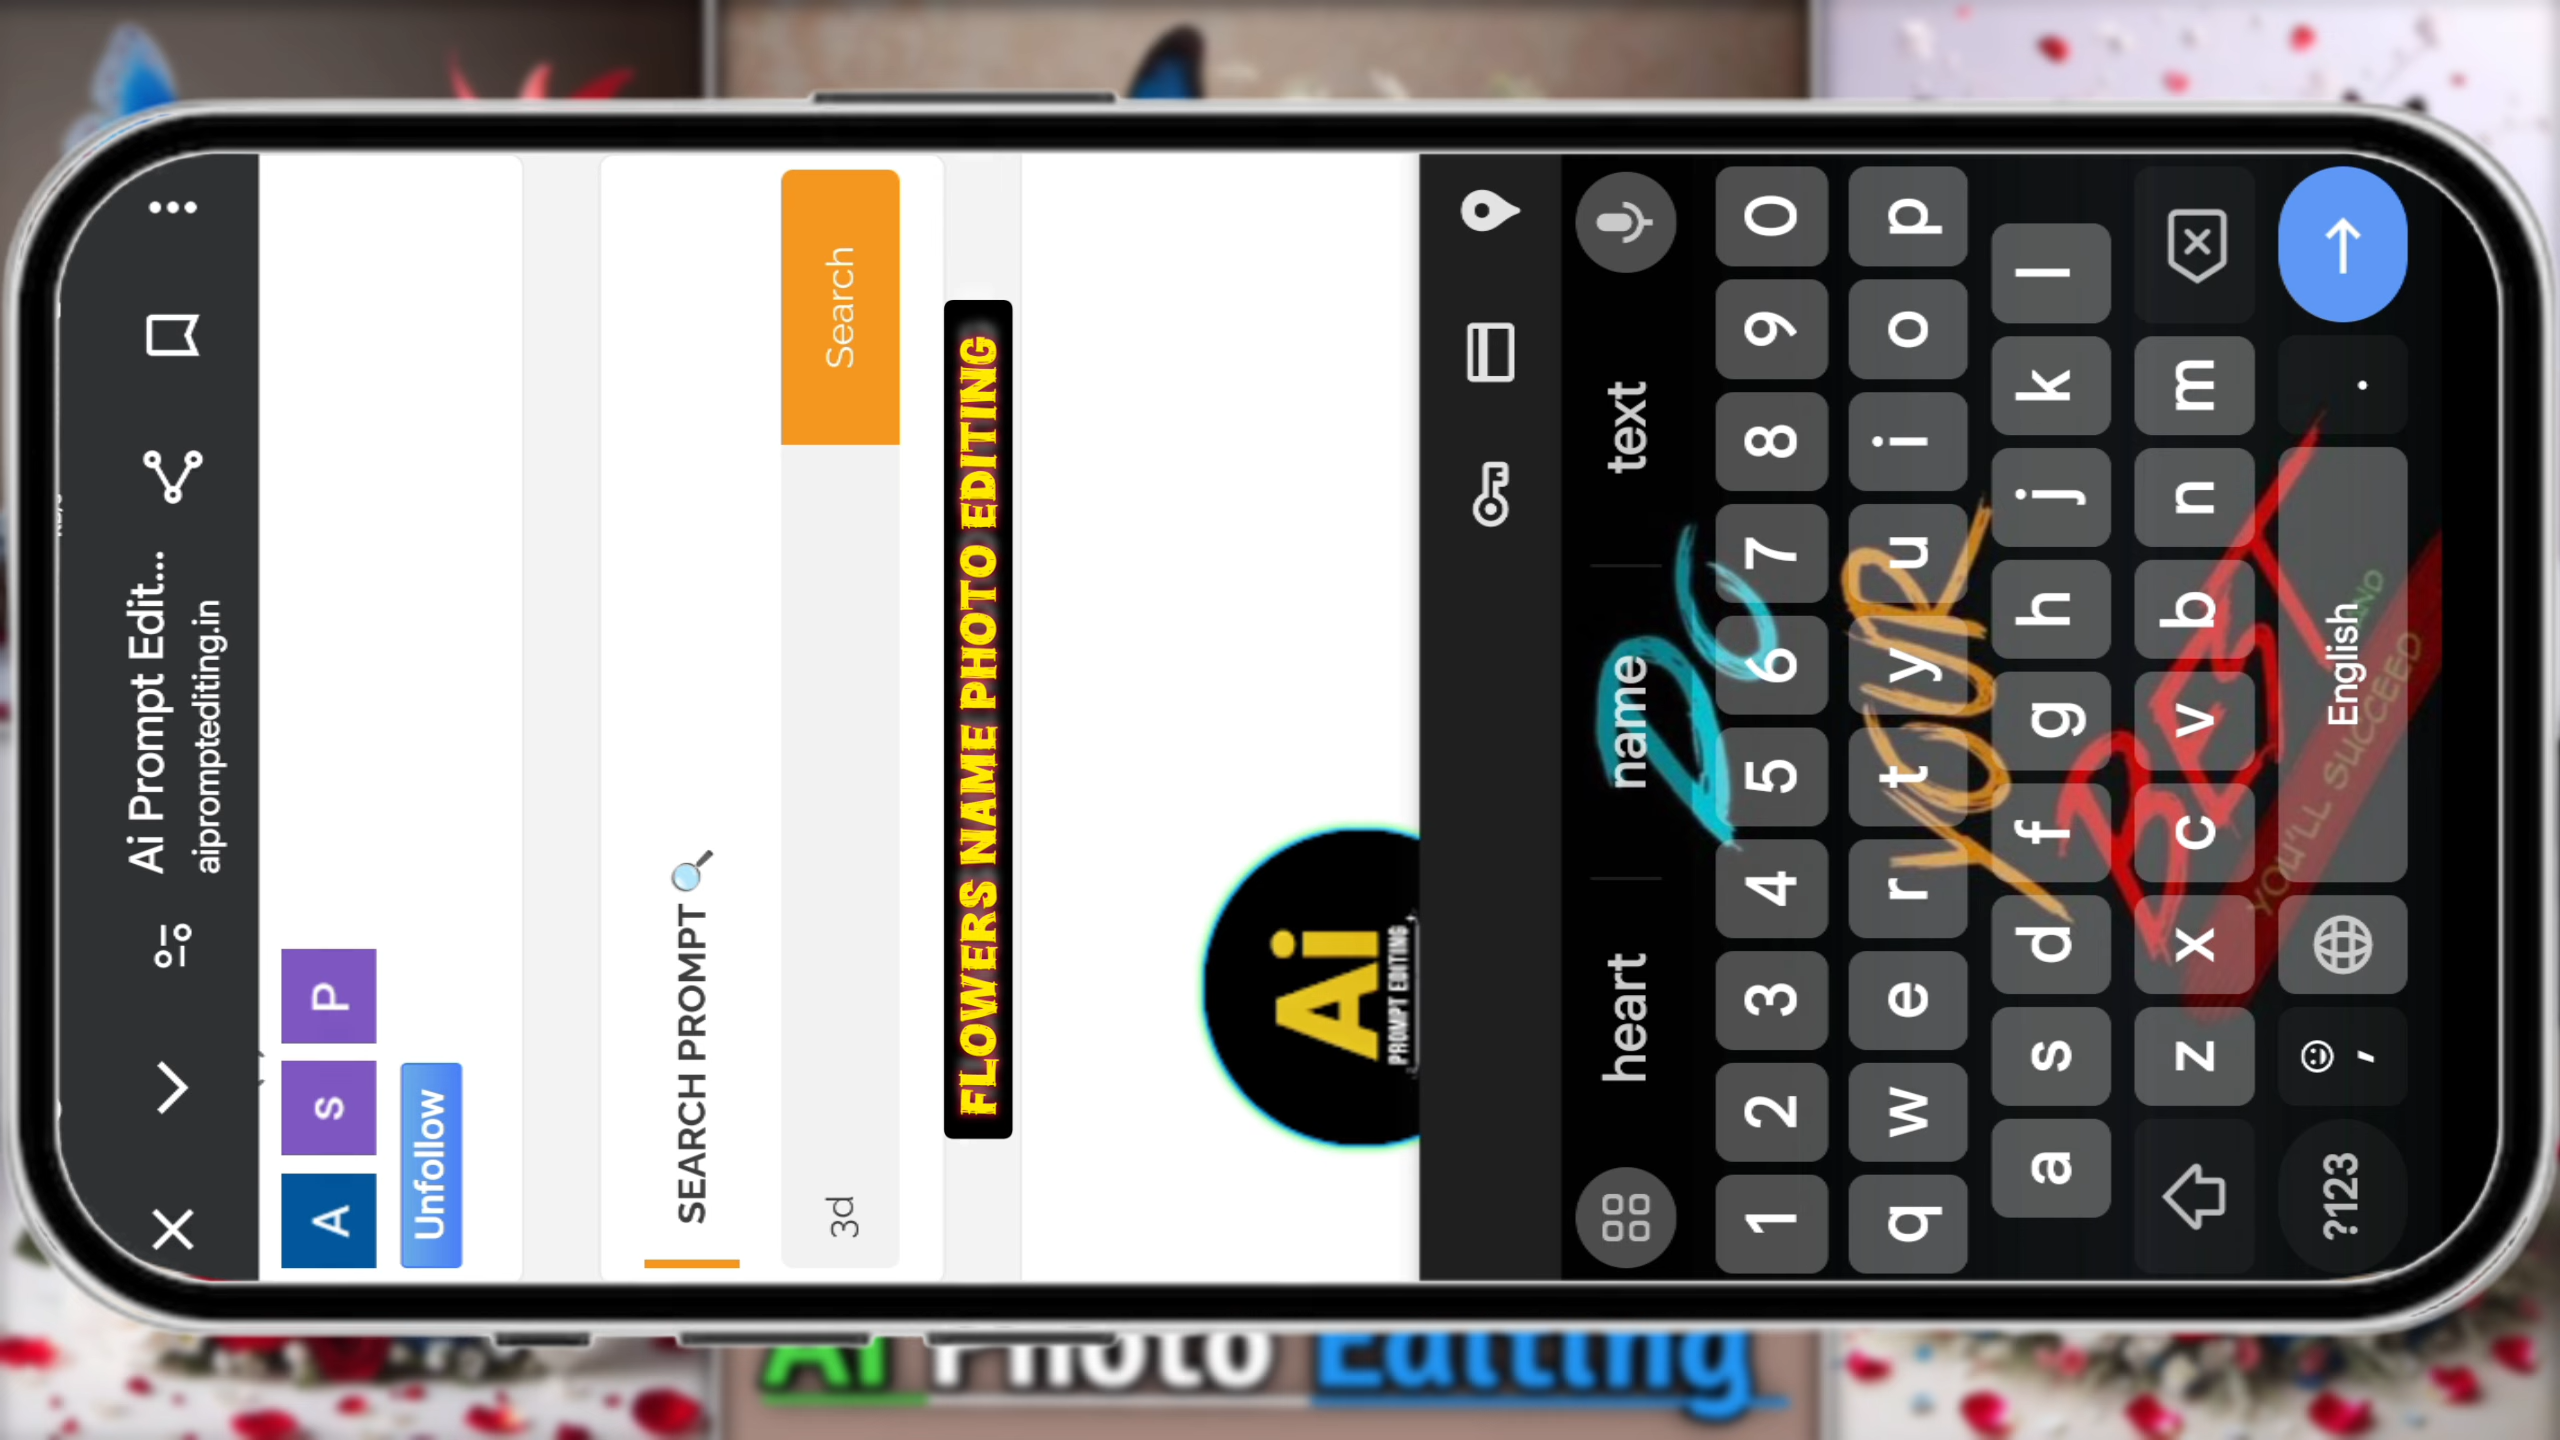 Ai Prompt Edit...
aipromptediting.in
A
s
P
Unfollow
SEARCH PROMPT
3d
Search
FLOWERS NAME PHOTO EDITING
Ai
PROMPT EDITING
heart
name
text
DO
YOUR
BEST
AND
YOU'LL SUCCEED
1 2 3 4 5 6 7 8 9 0
q w e r t y u i o p
a s d f g h j k l
z x c v b n m
?123
,
English
.
Ai Photo Editing